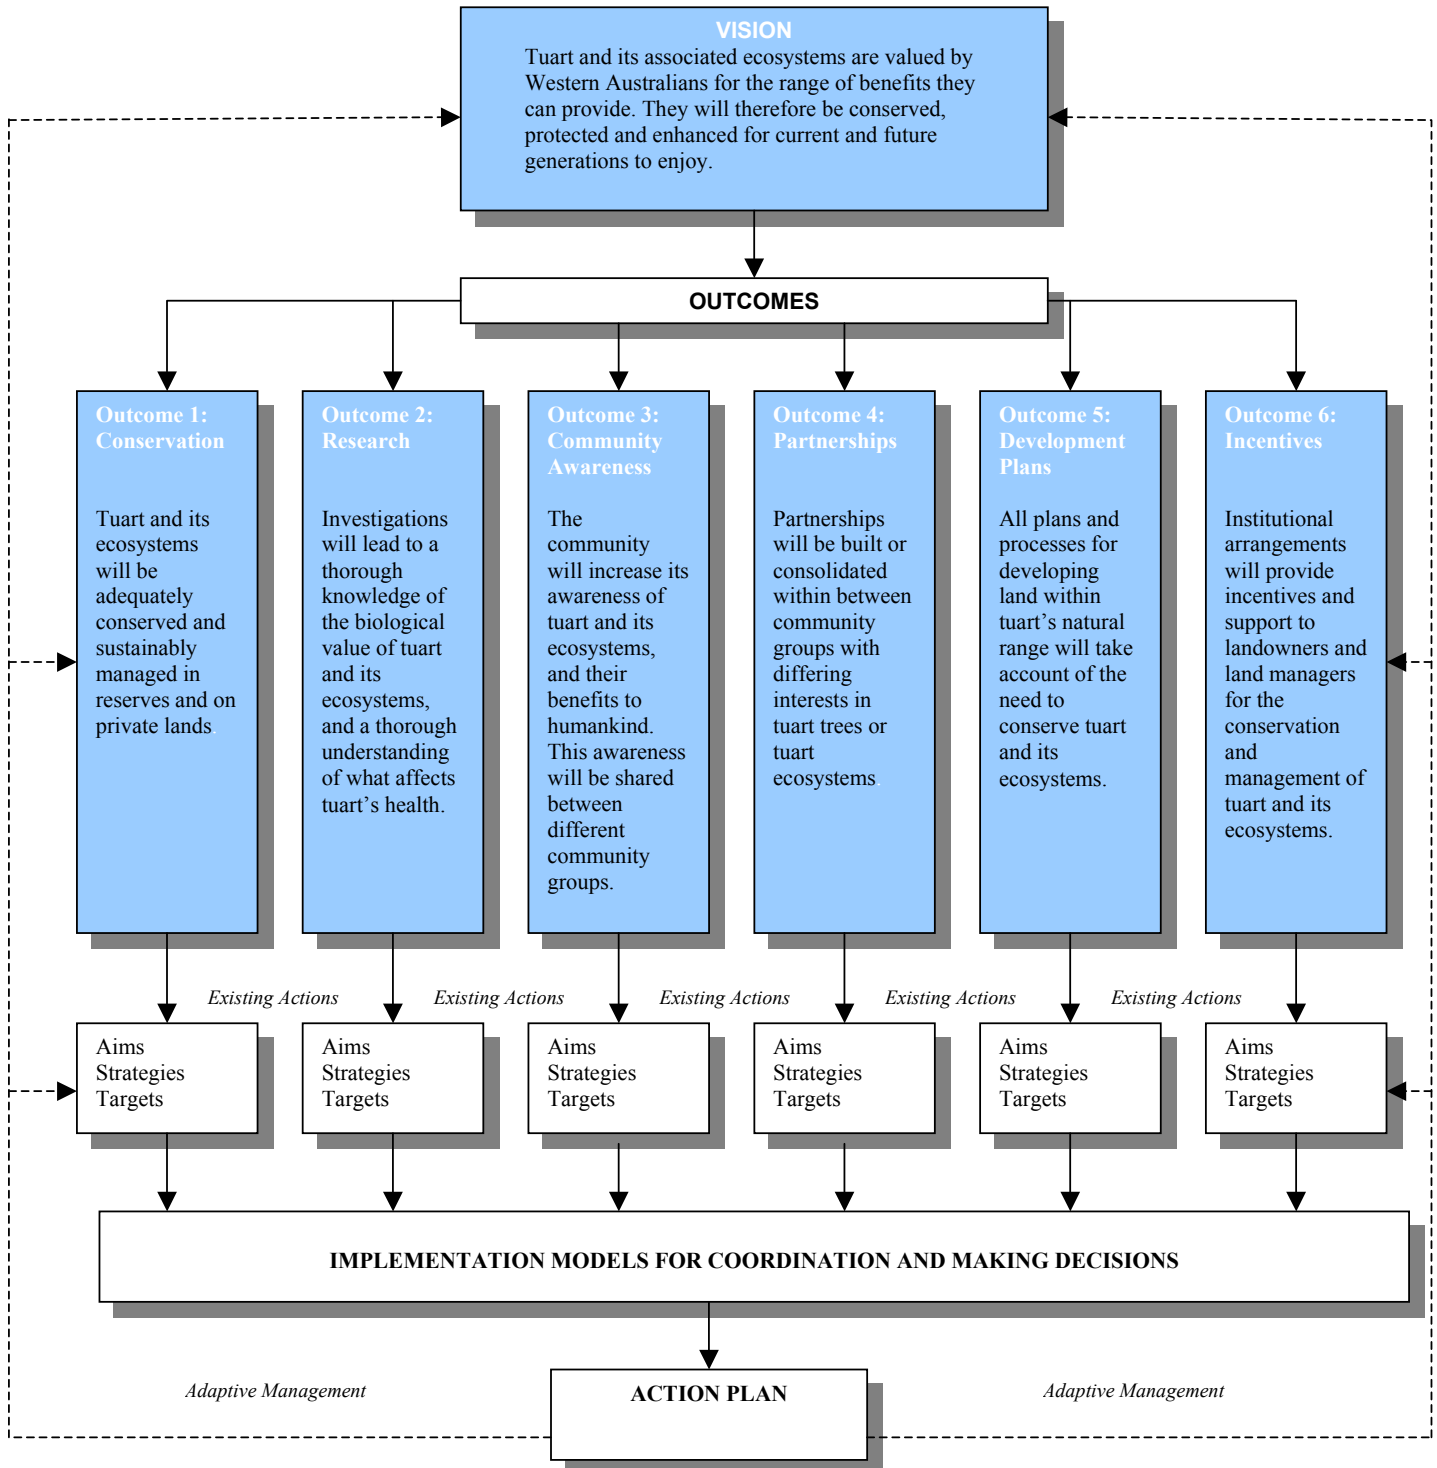 VISION
Tuart and its associated ecosystems are valued by
Western Australians for the range of benefits they
can provide. They will therefore be conserved,
protected and enhanced for current and future
generations to enjoy.
OUTCOMES
Outcome 1:
Conservation
Tuart and its
ecosystems
will be
adequately
conserved and
sustainably
managed in
reserves and on
private lands.
Outcome 2:
Research
Investigations
will lead to a
thorough
knowledge of
the biological
value of tuart
and its
ecosystems,
and a thorough
understanding
of what affects
tuart’s health.
Outcome 3:
Community
Awareness
The
community
will increase its
awareness of
tuart and its
ecosystems,
and their
benefits to
humankind.
This awareness
will be shared
between
different
community
groups.
Outcome 4:
Partnerships
Partnerships
will be built or
consolidated
within between
community
groups with
differing
interests in
tuart trees or
tuart
ecosystems.
Outcome 5:
Development
Plans
All plans and
processes for
developing
land within
tuart’s natural
range will take
account of the
need to
conserve tuart
and its
ecosystems.
Outcome 6:
Incentives
Institutional
arrangements
will provide
incentives and
support to
landowners and
land managers
for the
conservation
and
management of
tuart and its
ecosystems.
Existing Actions
Existing Actions
Existing Actions
Existing Actions
Existing Actions
Aims
Strategies
Targets
Aims
Strategies
Targets
Aims
Strategies
Targets
Aims
Strategies
Targets
Aims
Strategies
Targets
Aims
Strategies
Targets
IMPLEMENTATION MODELS FOR COORDINATION AND MAKING DECISIONS
Adaptive Management
ACTION PLAN
Adaptive Management